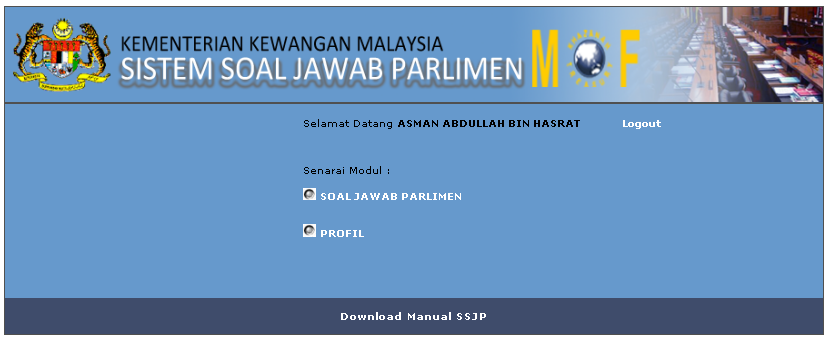 KEMENTERIAN KEWANGAN MALAYSIA
SISTEM SOAL JAWAB PARLIMEN
M F
Selamat Datang ASMAN ABDULLAH BIN HASRAT Logout
Senarai Modul :
SOAL JAWAB PARLIMEN
PROFIL
Download Manual SSJP